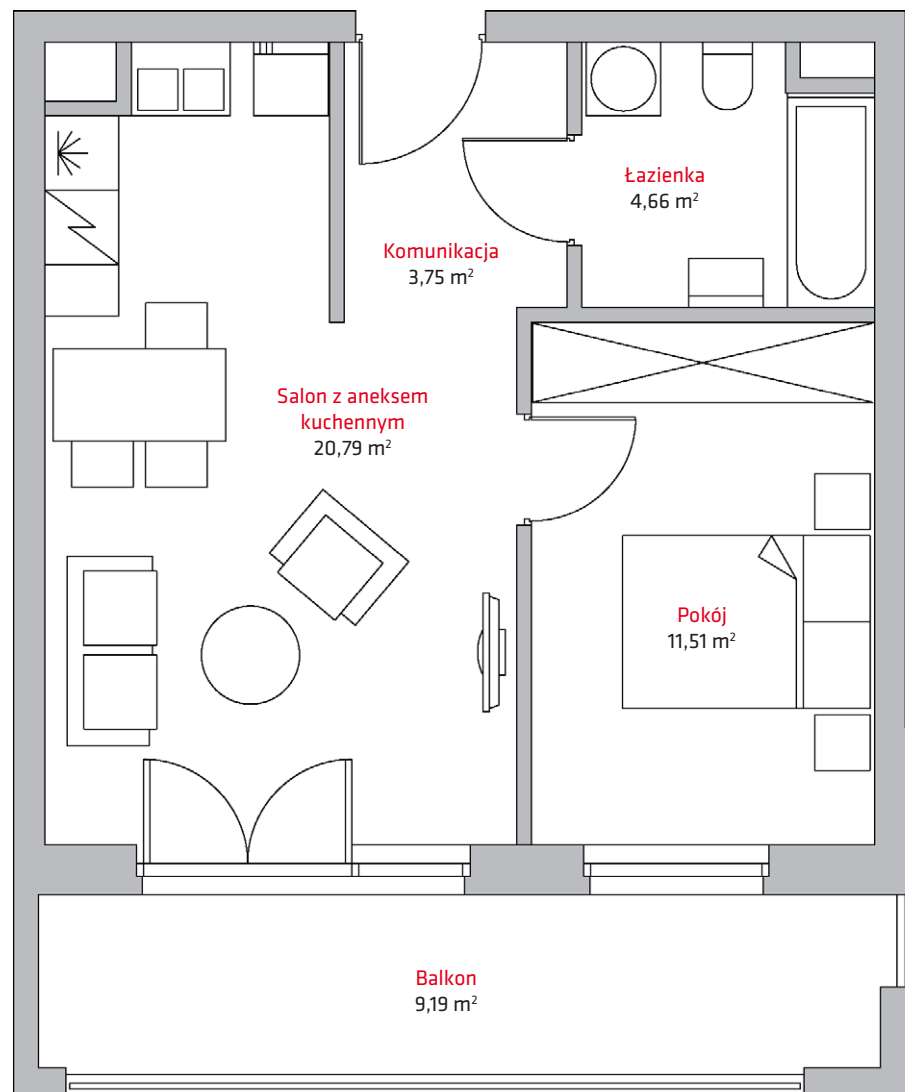 Łazienka
4,66 m²
Komunikacja
3,75 m²
Salon z aneksem
kuchennym
20,79 m²
Pokój
11,51 m²
Balkon
9,19 m²